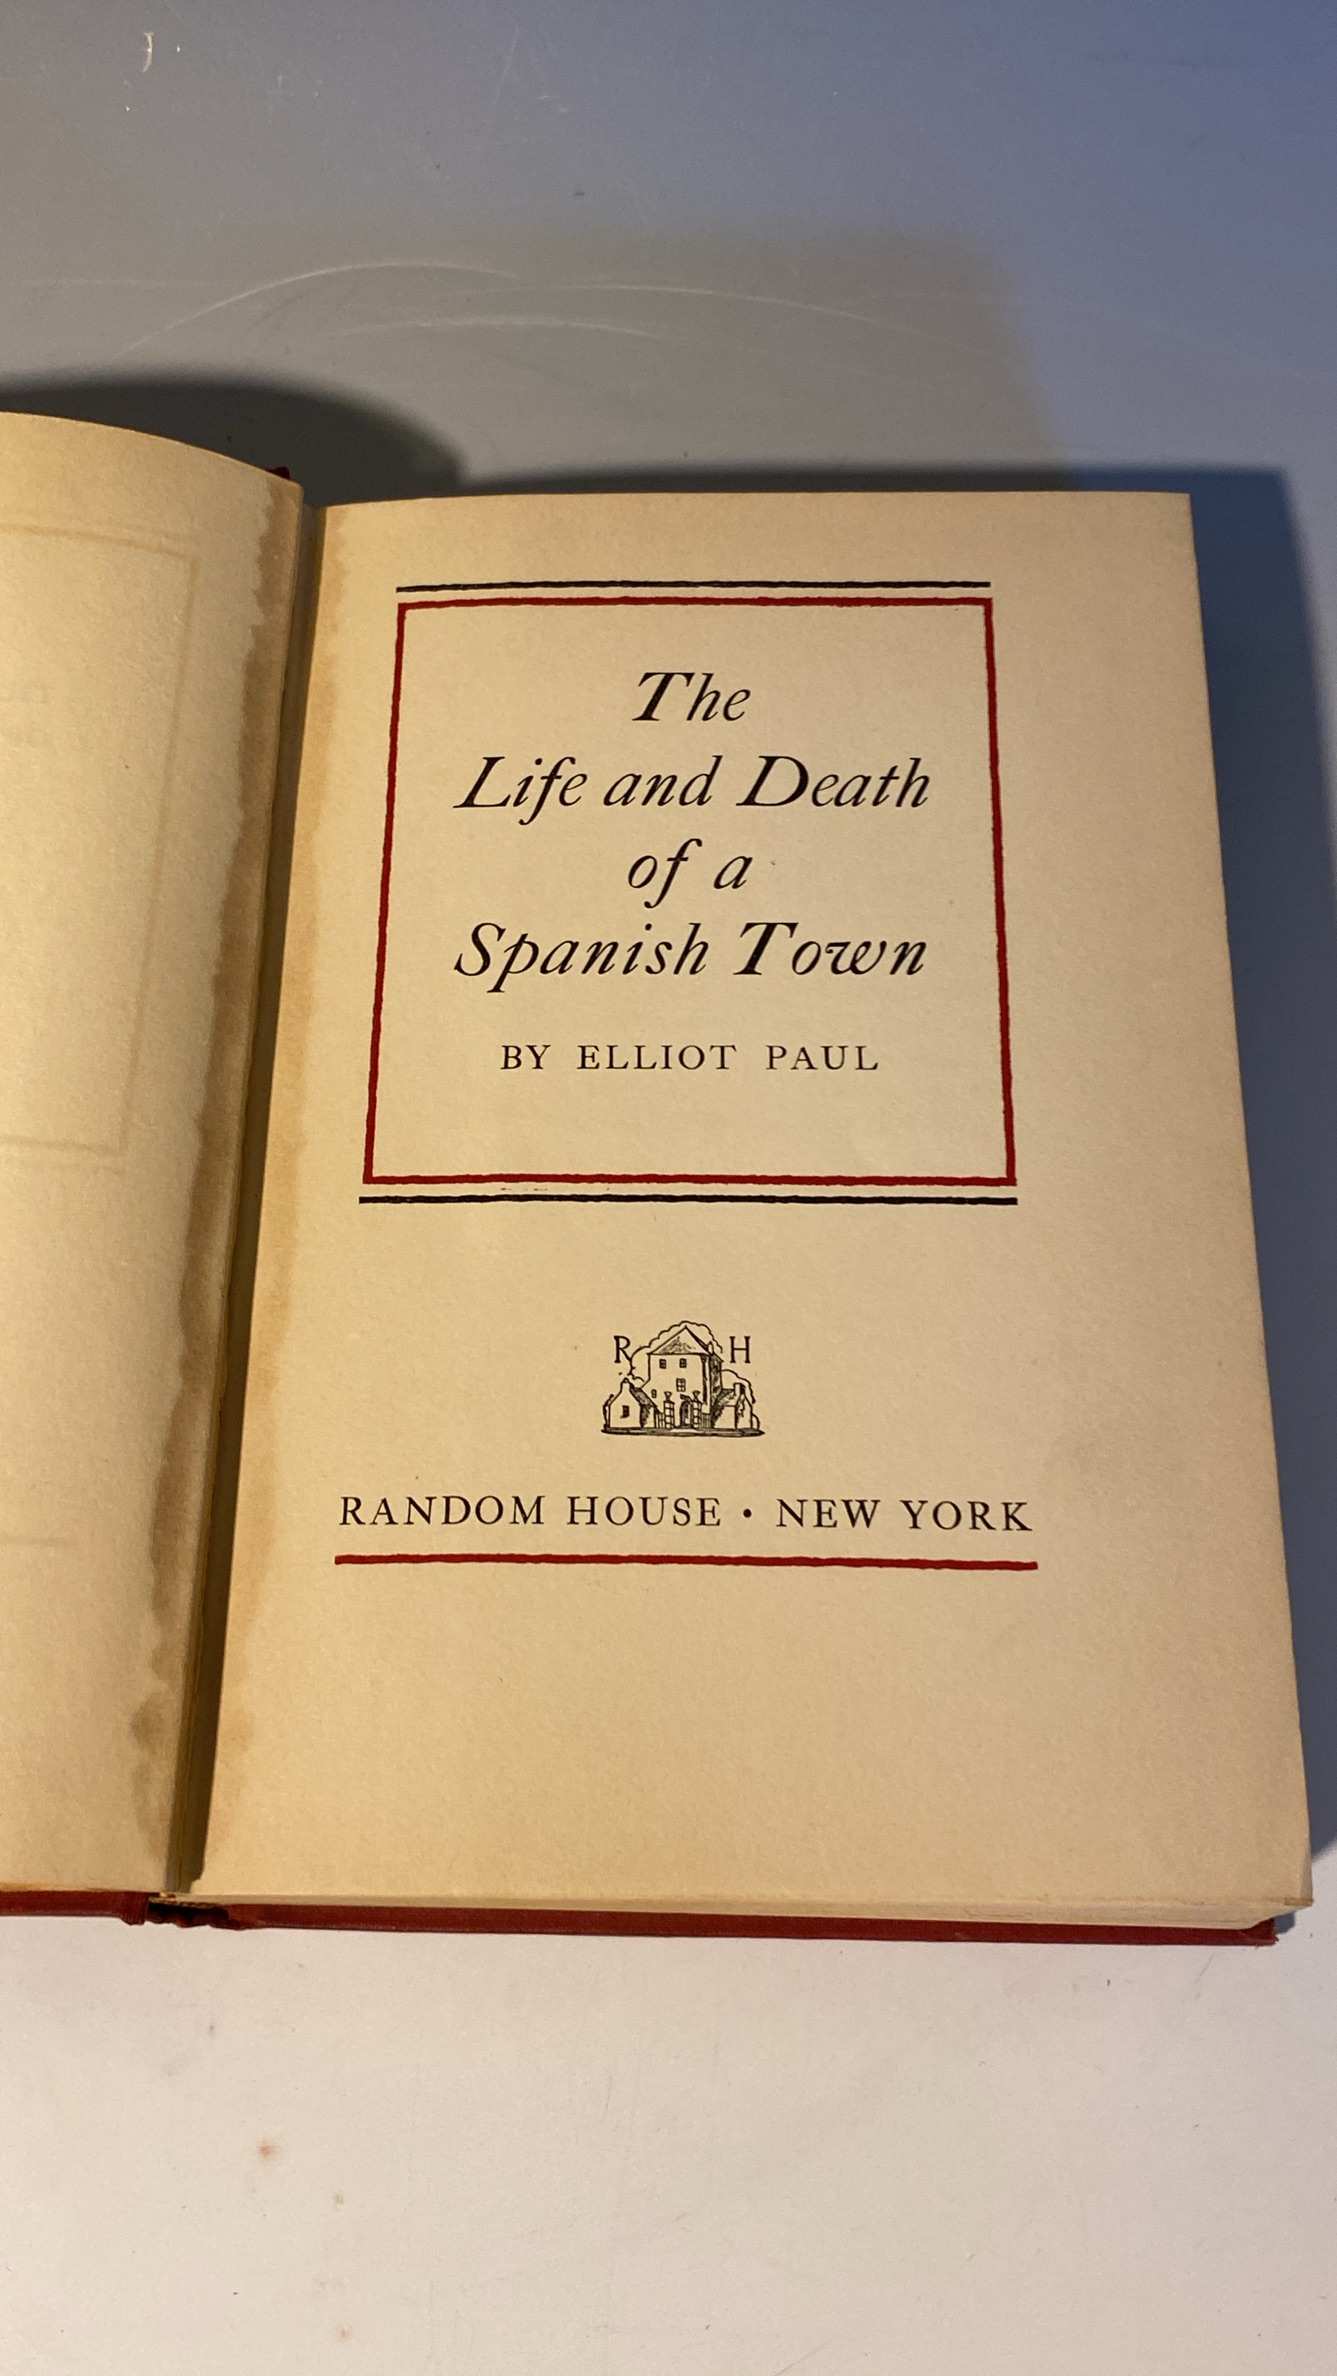 The
Life and Death
of a
Spanish Town
BY ELLIOT PAUL
R H
RANDOM HOUSE • NEW YORK